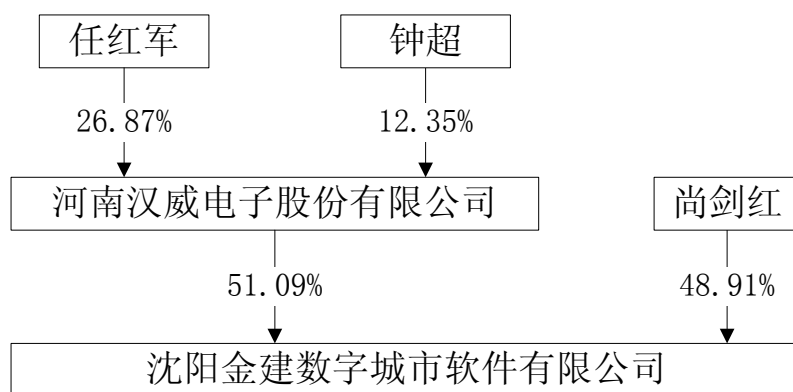 任红军
钟超
26.87%
12.35%
河南汉威电子股份有限公司
尚剑红
51.09%
48.91%
沈阳金建数字城市软件有限公司